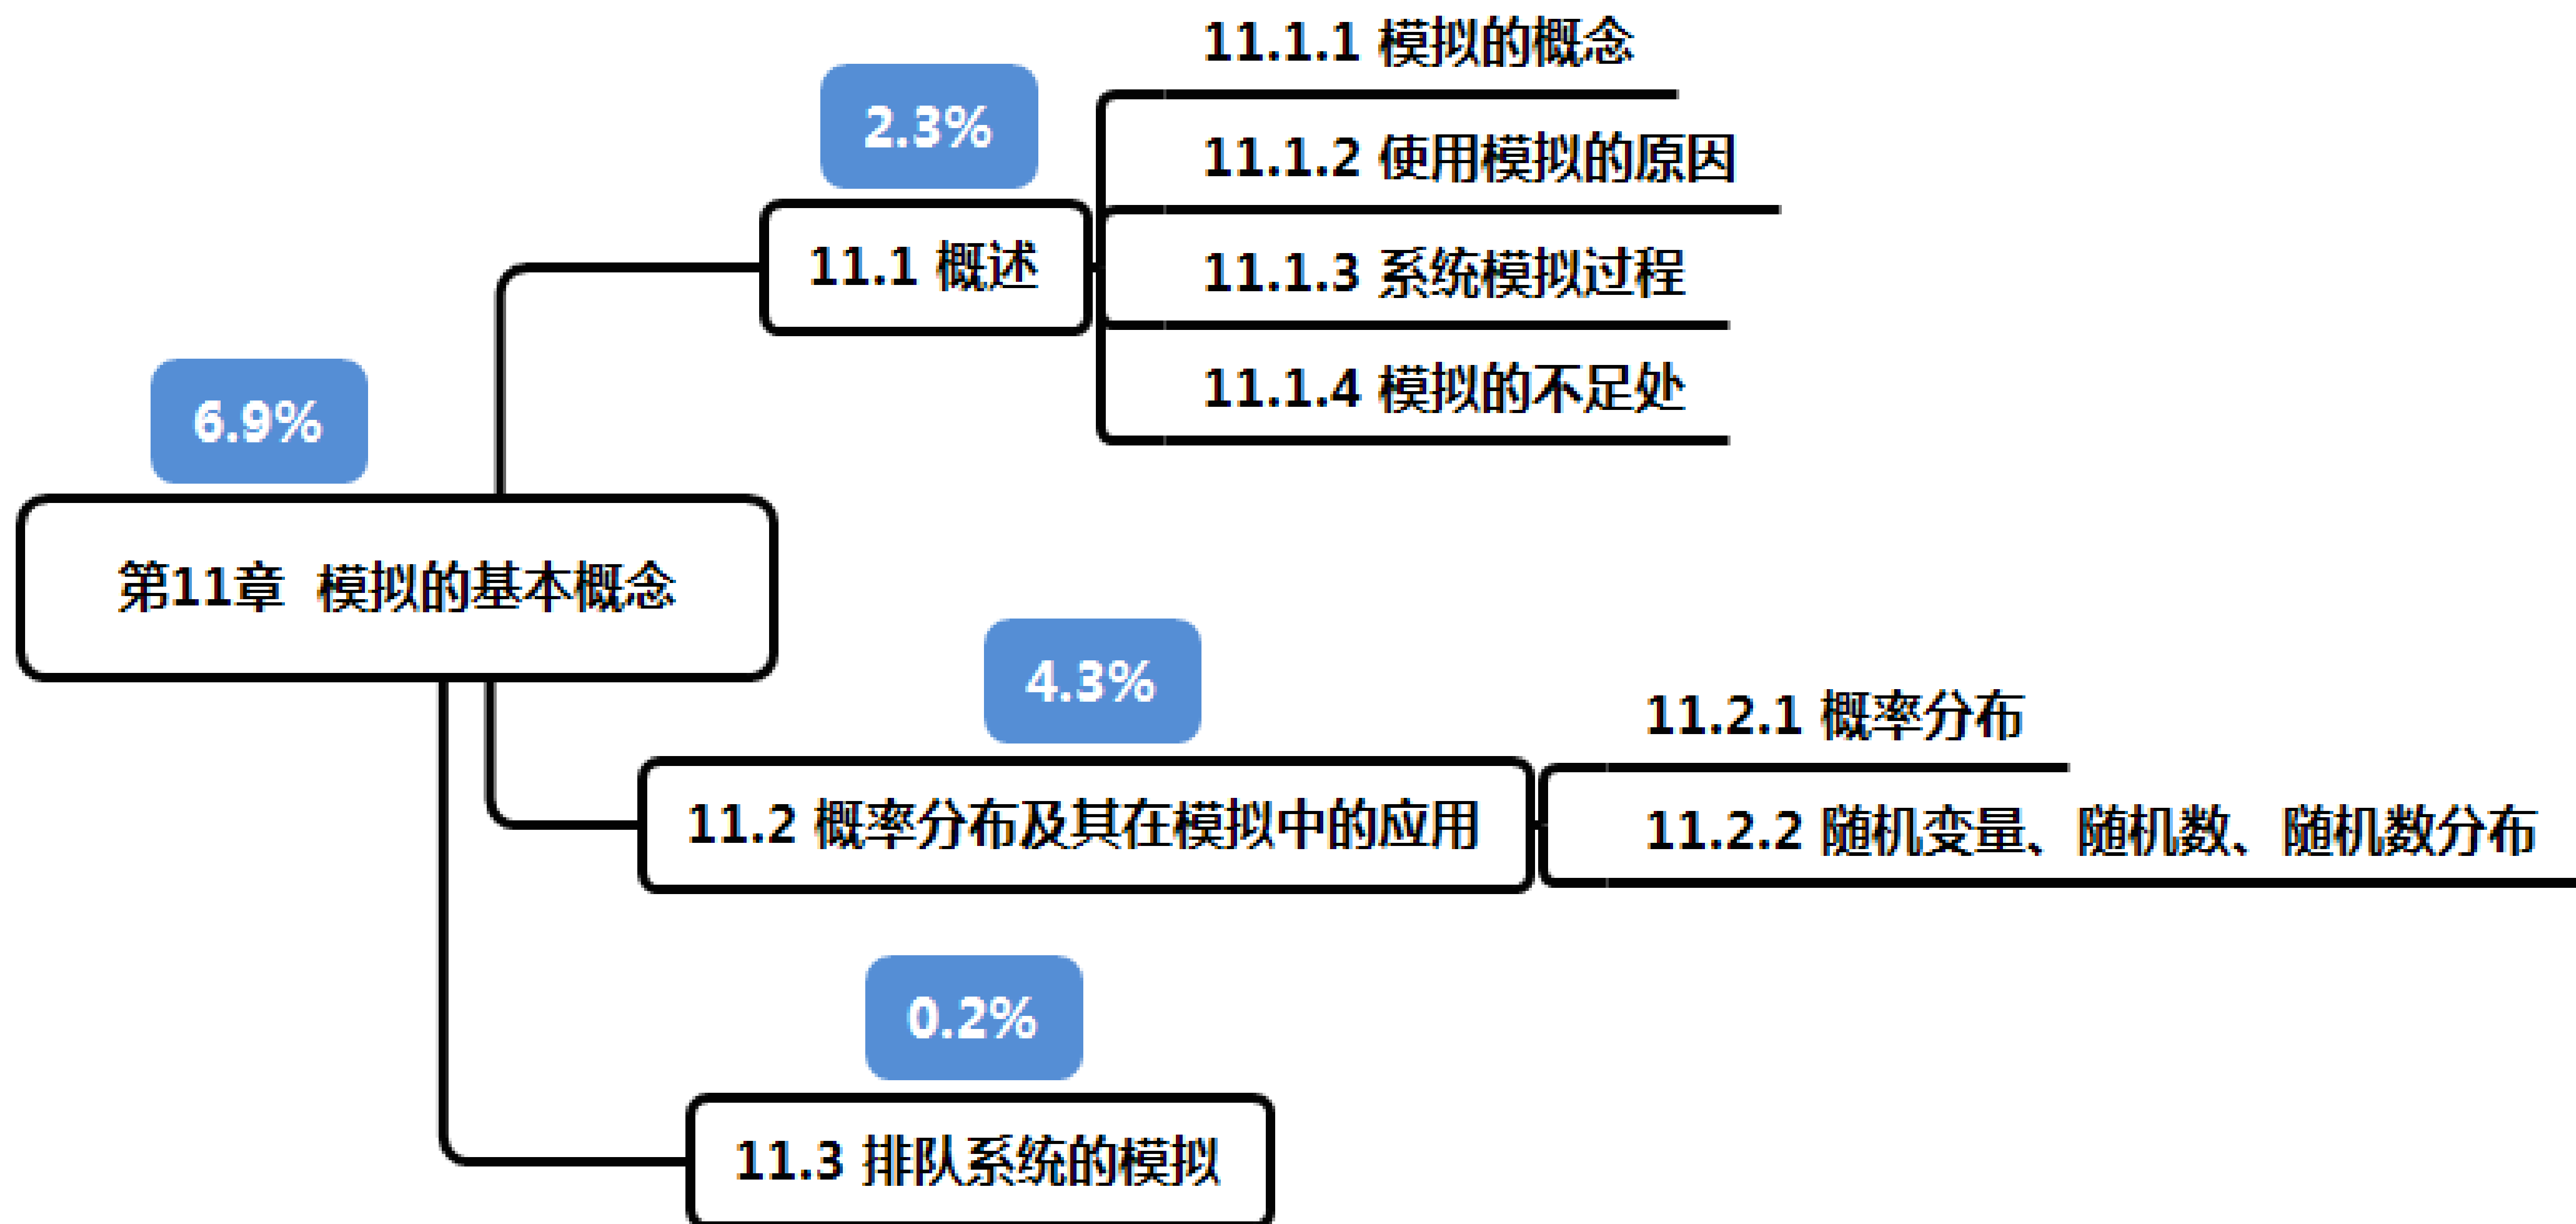 6.9%
第11章 模拟的基本概念
2.3%
11.1 概述
11.1.1 模拟的概念
11.1.2 使用模拟的原因
11.1.3 系统模拟过程
11.1.4 模拟的不足处
4.3%
11.2 概率分布及其在模拟中的应用
11.2.1 概率分布
11.2.2 随机变量、随机数、随机数分布
0.2%
11.3 排队系统的模拟